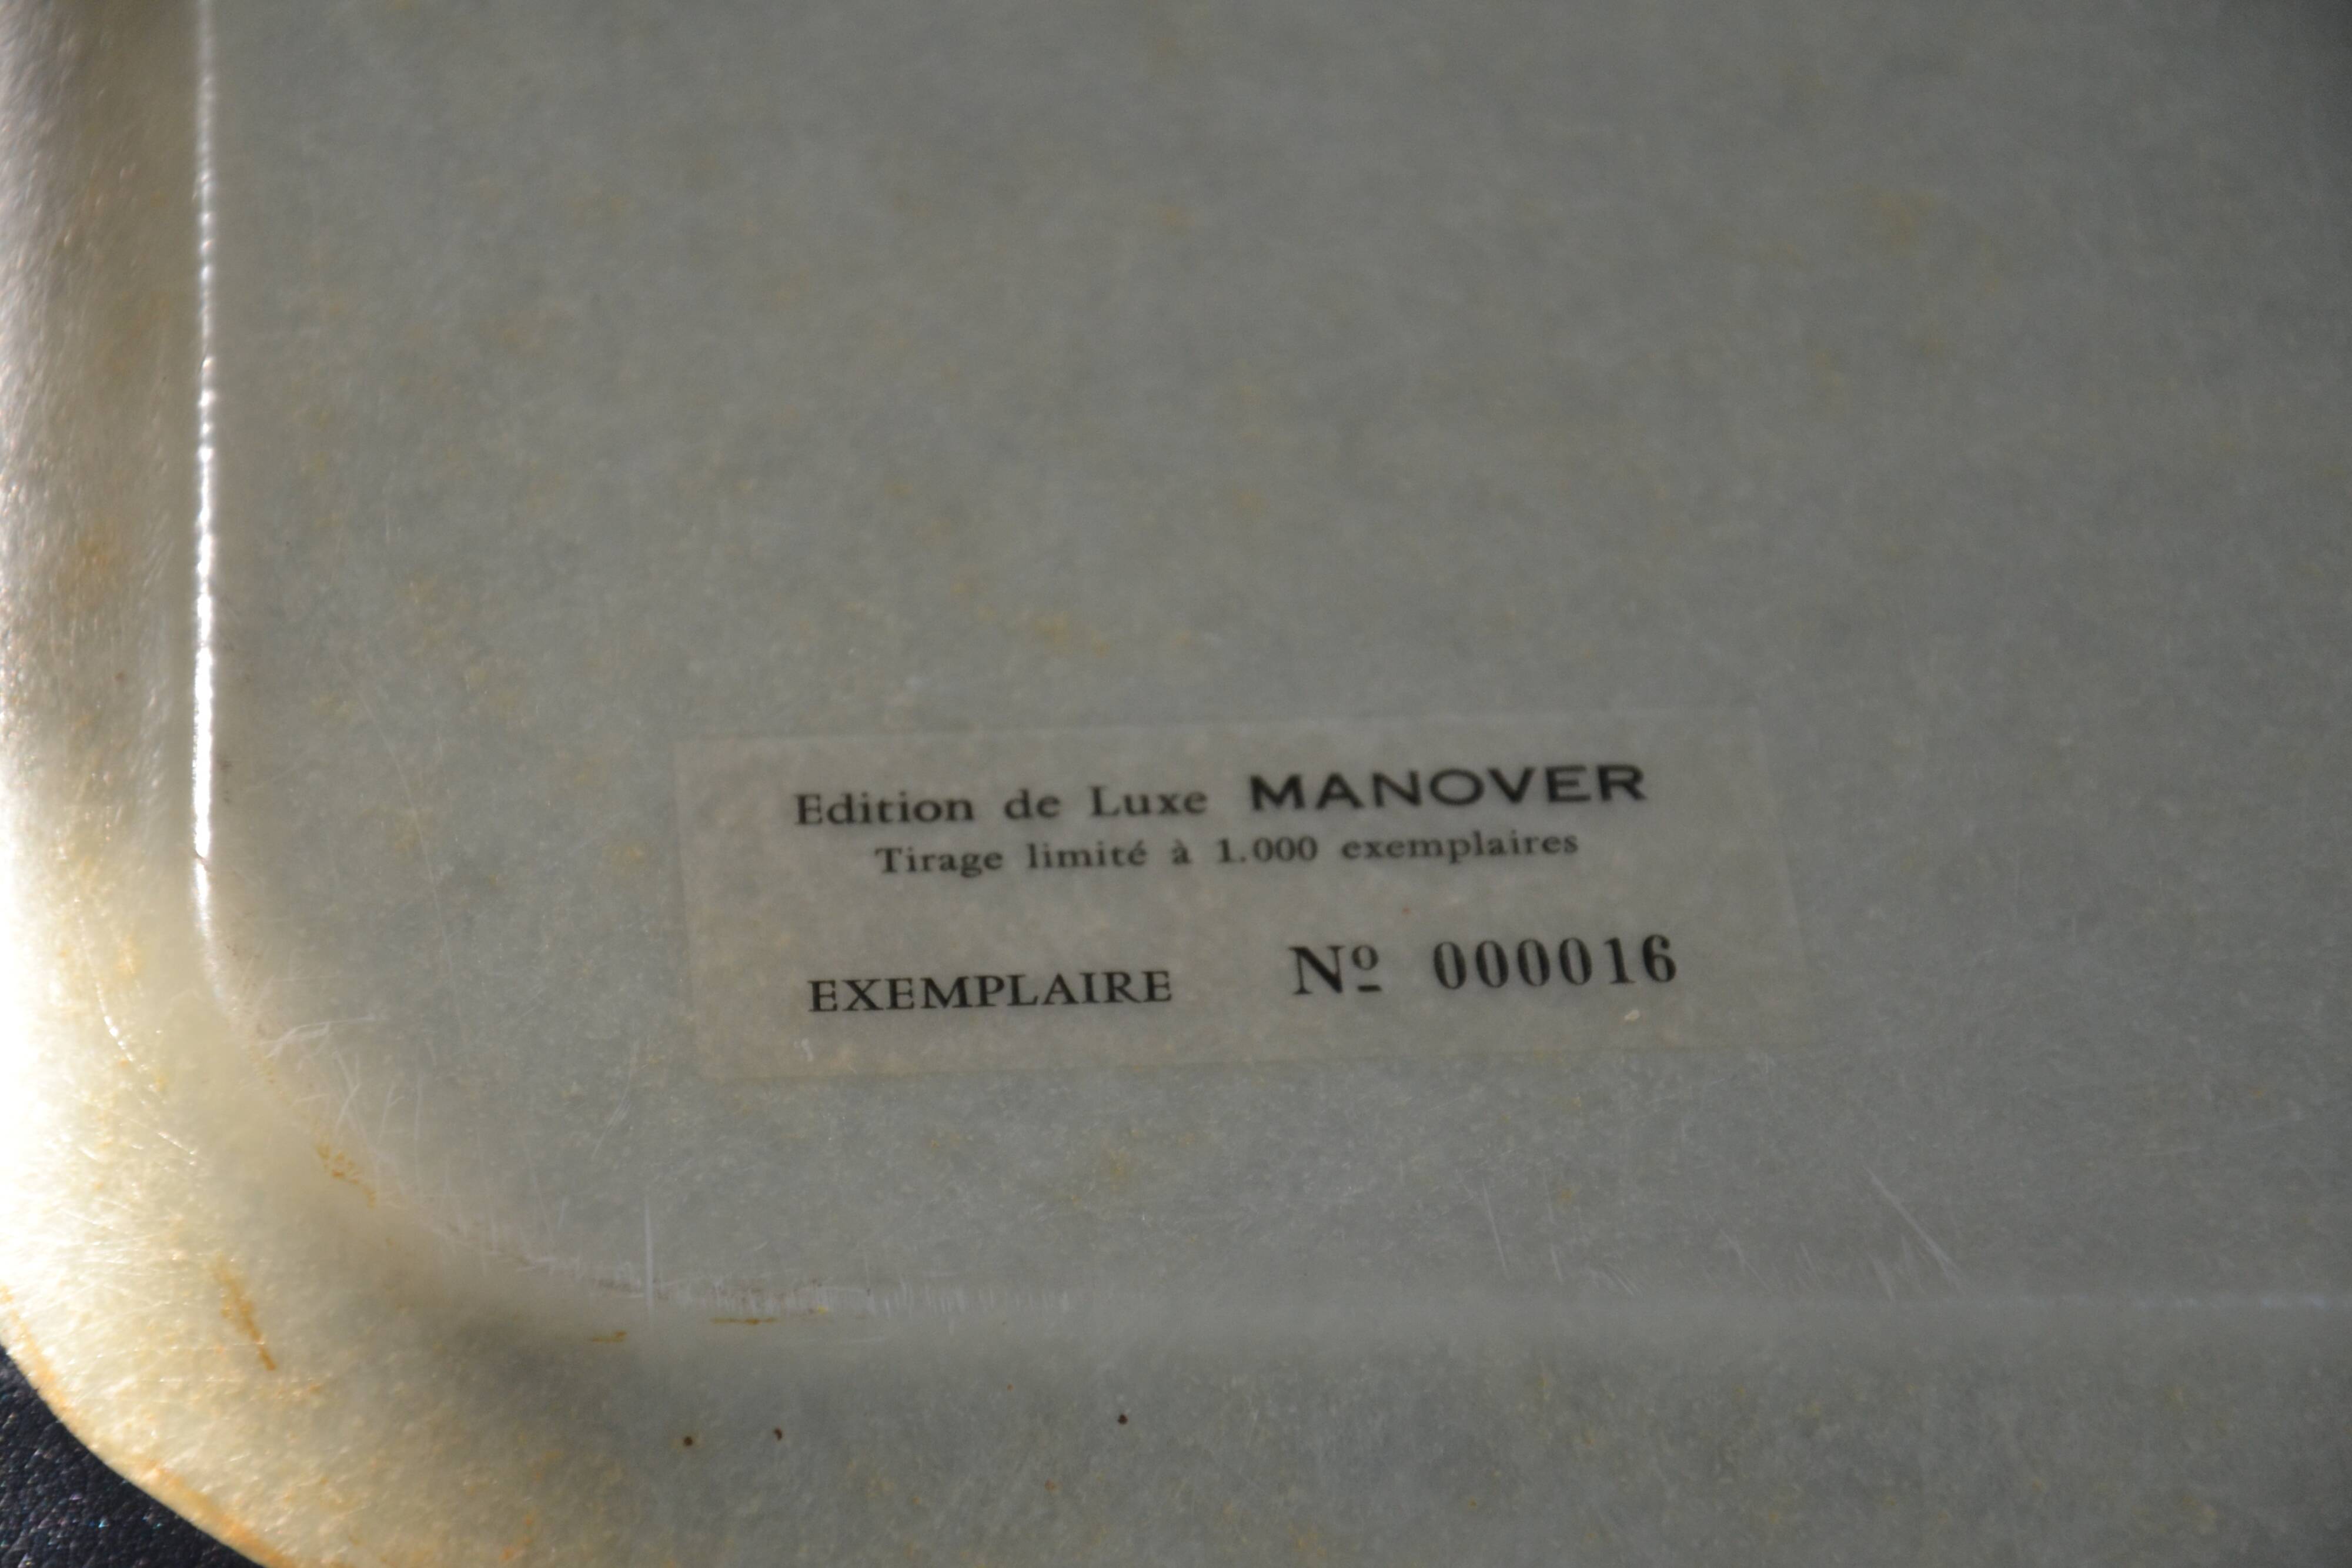 Edition de Luxe MANOVER
Tirage limité à 1.000 exemplaires
EXEMPLAIRE Nº 000016